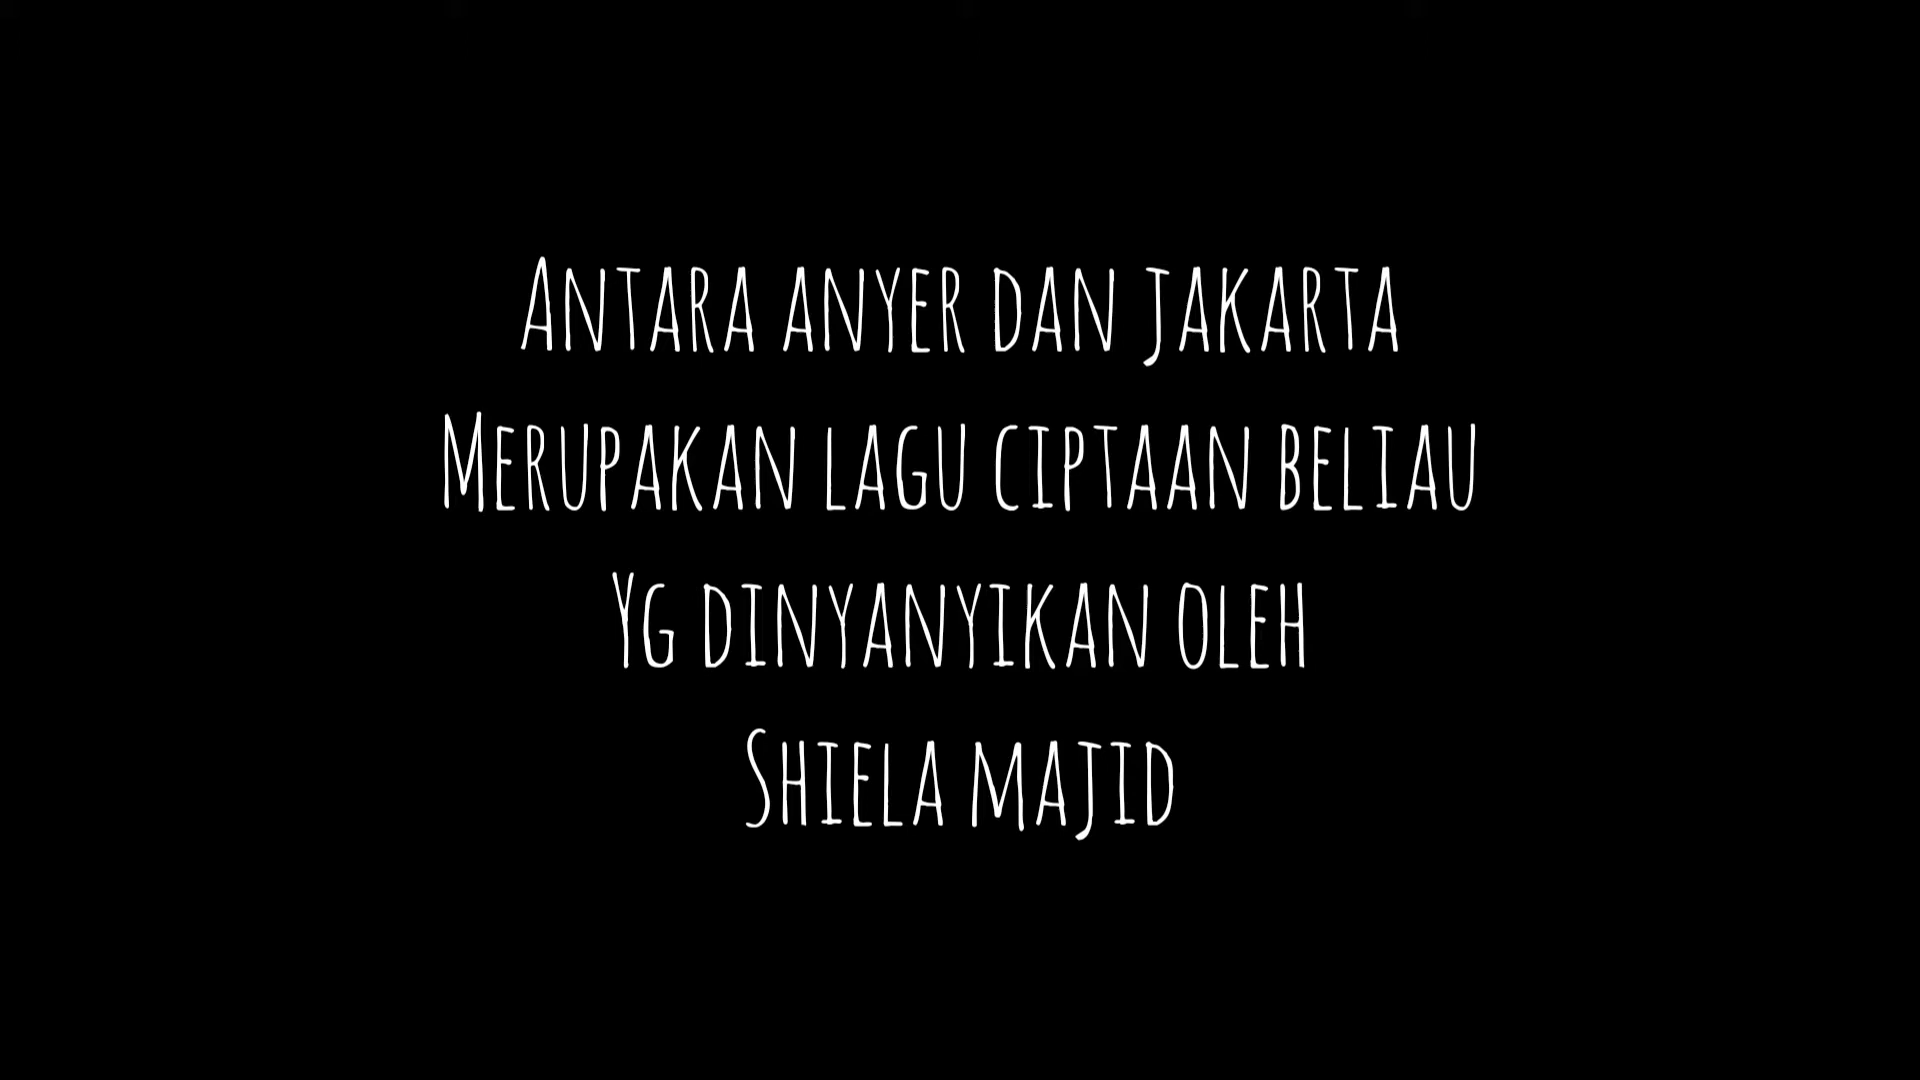 Antara anyer dan jakarta
Merupakan lagu ciptaan beliau
Yg dinyanyikan oleh
Shiela majid